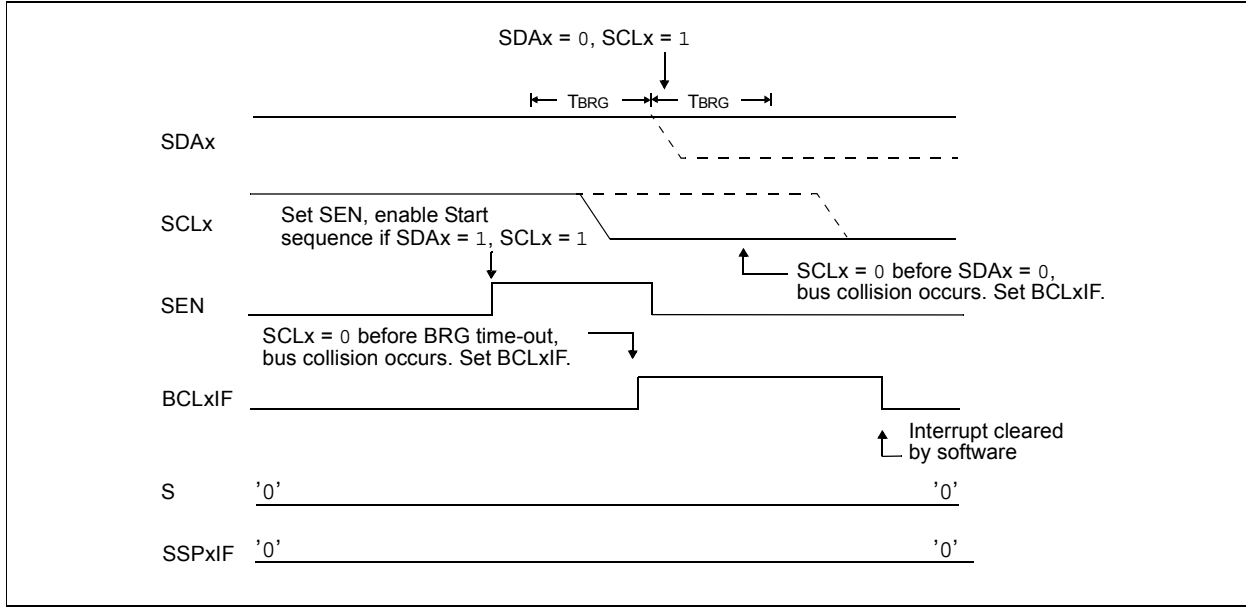 SDAx = 0, SCLx = 1
TBRG
TBRG
SDAx
SCLx
Set SEN, enable Start
sequence if SDAx = 1, SCLx = 1
SCLx = 0 before SDAx = 0,
bus collision occurs. Set BCLxIF.
SEN
SCLx = 0 before BRG time-out,
bus collision occurs. Set BCLxIF.
BCLxIF
Interrupt cleared
by software
S
'0'
'0'
SSPxIF
'0'
'0'